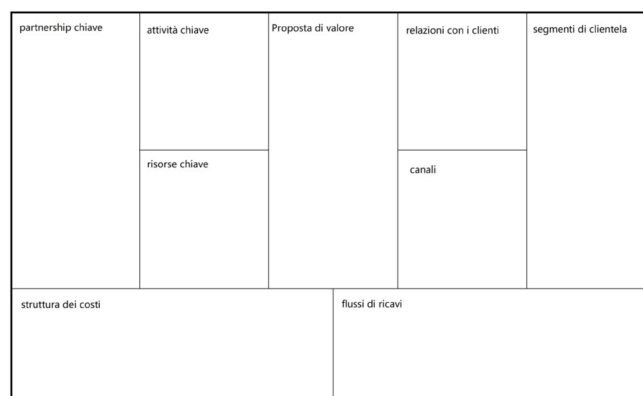 partnership chiave
attività chiave
Proposta di valore
relazioni con i clienti
segmenti di clientela
risorse chiave
canali
struttura dei costi
flussi di ricavi